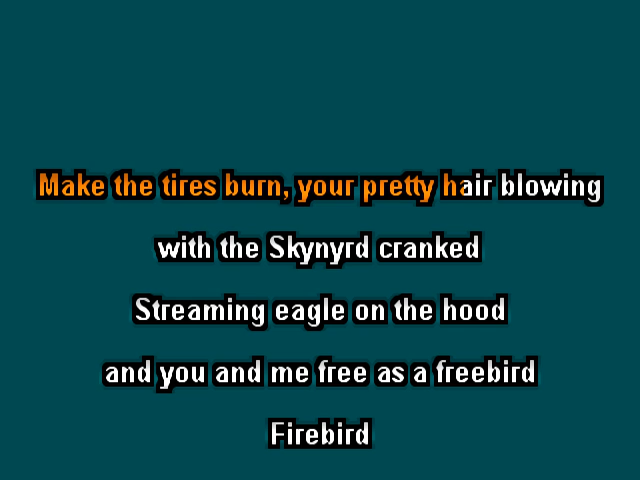 Make the tires burn, your pretty hair blowing
with the Skynyrd cranked
Streaming eagle on the hood
and you and me free as a freebird
Firebird